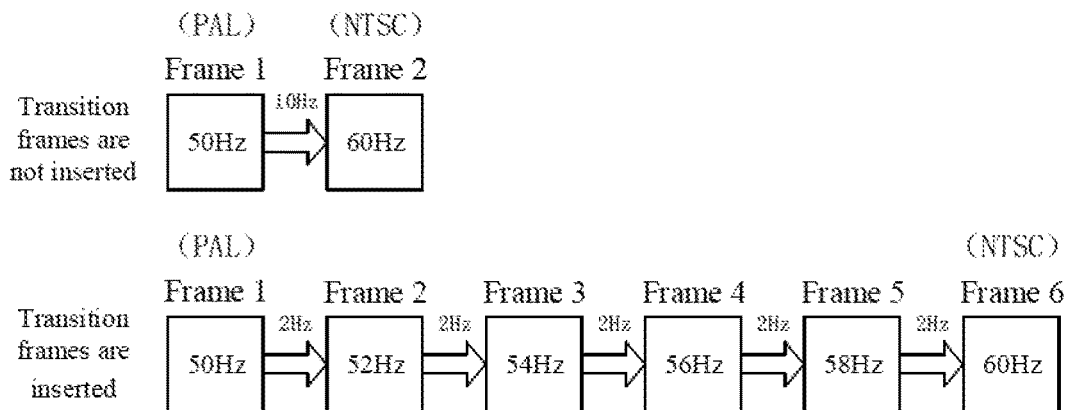 (PAL) (NTSC)
Frame 1 Frame 2
Transition
frames are
not inserted
10Hz
50Hz 60Hz
(PAL) (NTSC)
Frame 1 Frame 2 Frame 3 Frame 4 Frame 5 Frame 6
Transition
frames are
inserted
2Hz 2Hz 2Hz 2Hz 2Hz
50Hz 52Hz 54Hz 56Hz 58Hz 60Hz